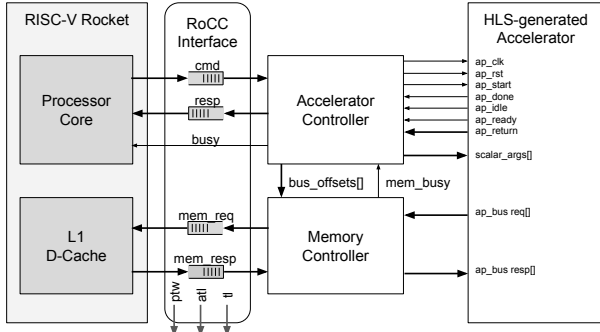 RISC-V Rocket
RoCC
Interface
HLS-generated
Accelerator
Processor
Core
cmd
resp
busy
Accelerator
Controller
ap_clk
ap_rst
ap_start
ap_done
ap_idle
ap_ready
ap_return
scalar_args[]
bus_offsets[]
mem_busy
L1
D-Cache
mem_req
mem_resp
Memory
Controller
ap_bus req[]
ap_bus resp[]
ptw
atl
tl